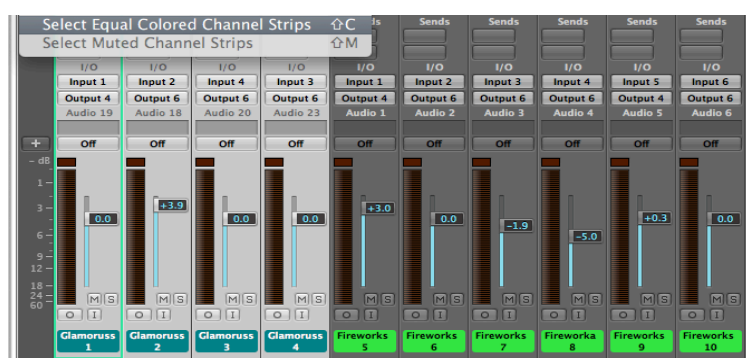 Select Equal Colored Channel Strips ⇧C
Select Muted Channel Strips ⇧M
ds Sends Sends Sends Sends Sends
I/O I/O I/O I/O I/O I/O I/O I/O I/O I/O
Input 1 Input 2 Input 4 Input 3 Input 1 Input 2 Input 3 Input 4 Input 5 Input 6
Output 4 Output 6 Output 6 Output 6 Output 4 Output 6 Output 6 Output 6 Output 4 Output 6
Audio 19 Audio 18 Audio 20 Audio 23 Audio 1 Audio 2 Audio 3 Audio 4 Audio 5 Audio 6
+ Off Off Off Off Off Off Off Off Off Off
- dB
1
3 0.0 +3.9 0.0 0.0 +3.0 0.0 -1.9 -5.0 +0.3 0.0
6
9
12
18
24 M S M S M S M S M S M S M S M S M S M S
60
O I O I O I O I O I O I O I O I O I O I
Glamoruss Glamoruss Glamoruss Glamoruss Fireworks Fireworks Fireworks Fireworka Fireworks Fireworks
1 2 3 4 5 6 7 8 9 10